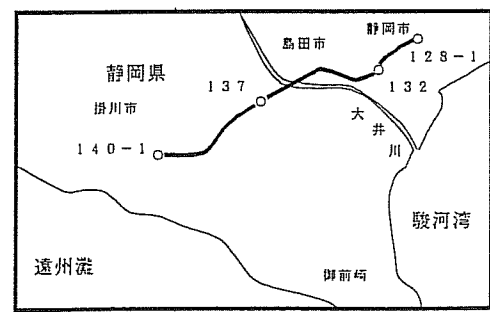 島田市
静岡市
128-1
静岡県
132
137
掛川市
大井川
140-1
駿河湾
遠州灘
御前崎